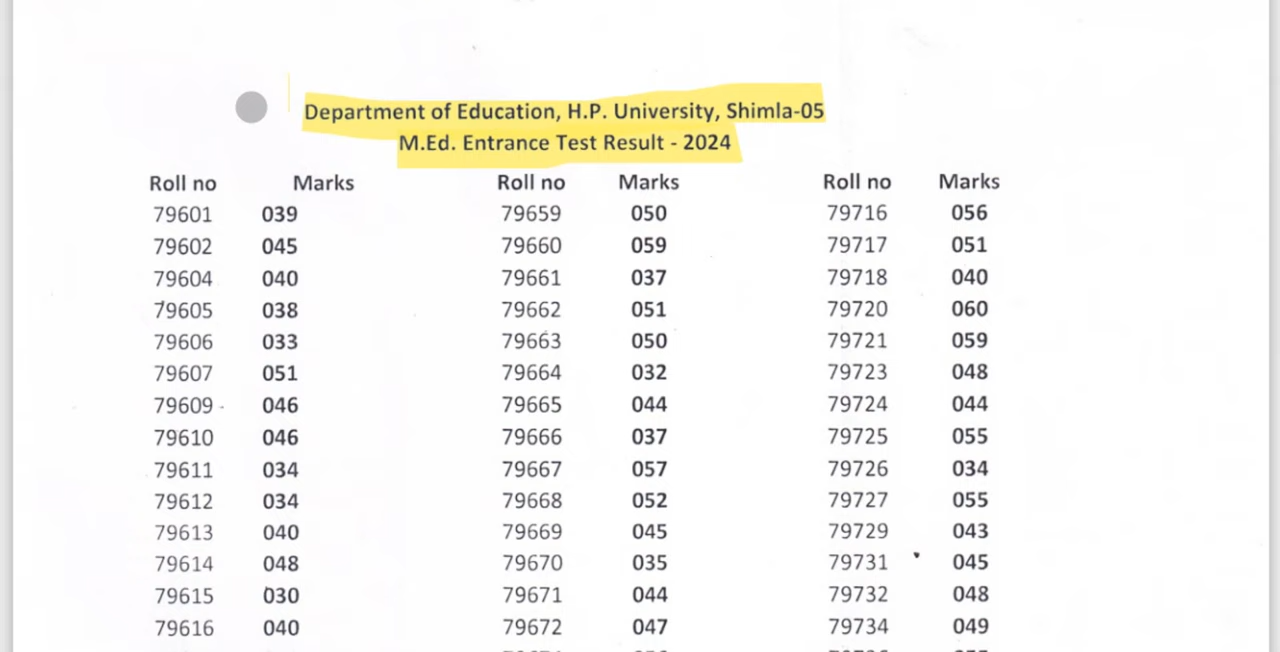 Department of Education, H.P. University, Shimla-05
M.Ed. Entrance Test Result - 2024
Roll no Marks Roll no Marks Roll no Marks
79601 039 79659 050 79716 056
79602 045 79660 059 79717 051
79604 040 79661 037 79718 040
79605 038 79662 051 79720 060
79606 033 79663 050 79721 059
79607 051 79664 032 79723 048
79609 046 79665 044 79724 044
79610 046 79666 037 79725 055
79611 034 79667 057 79726 034
79612 034 79668 052 79727 055
79613 040 79669 045 79729 043
79614 048 79670 035 79731 045
79615 030 79671 044 79732 048
79616 040 79672 047 79734 049